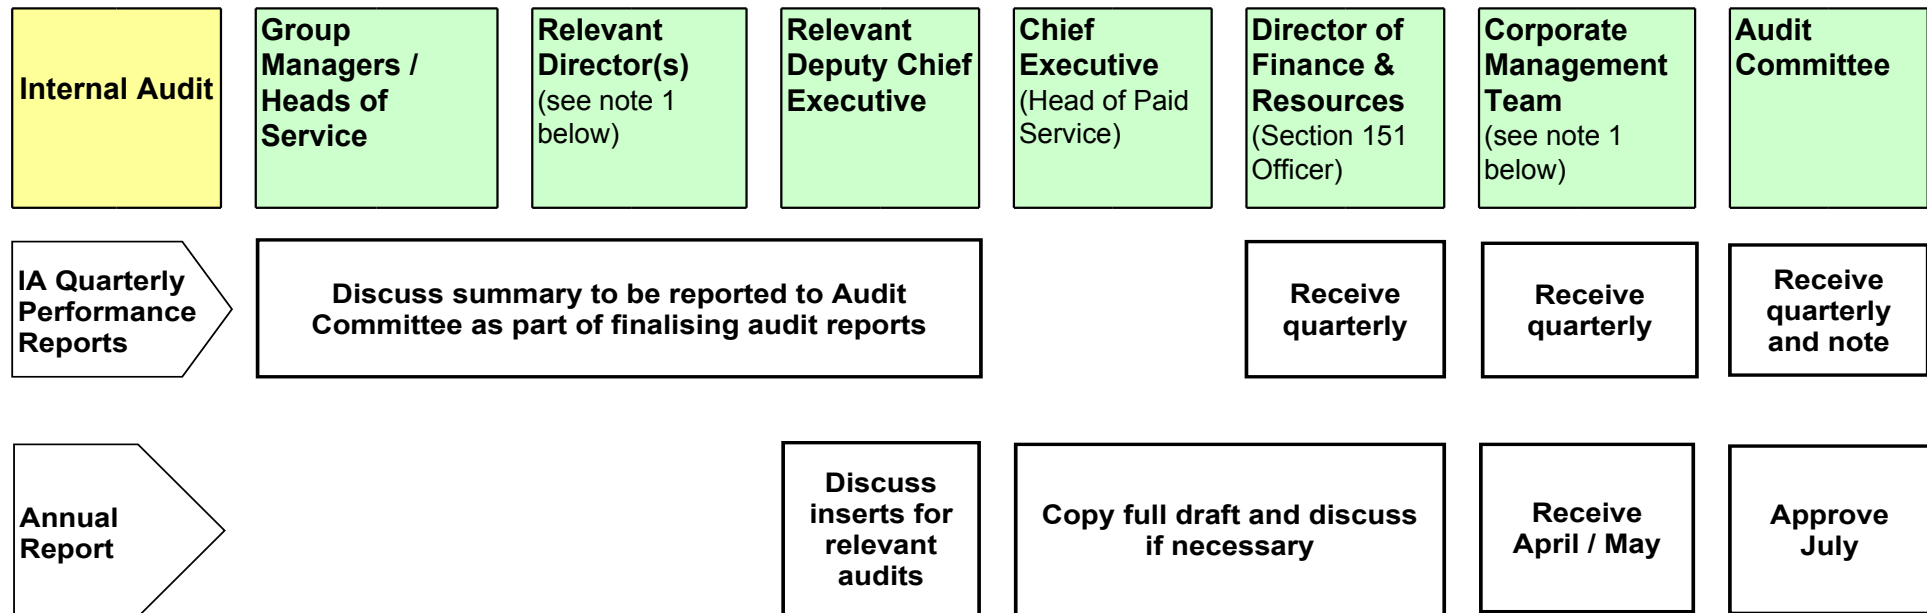 Internal Audit
Group
Managers /
Heads of
Service
Relevant
Director(s)
(see note 1
below)
Relevant
Deputy Chief
Executive
Chief
Executive
(Head of Paid
Service)
Director of
Finance &
Resources
(Section 151
Officer)
Corporate
Management
Team
(see note 1
below)
Audit
Committee
IA Quarterly
Performance
Reports
Discuss summary to be reported to Audit
Committee as part of finalising audit reports
Receive
quarterly
Receive
quarterly
Receive
quarterly
and note
Annual
Report
Discuss
inserts for
relevant
audits
Copy full draft and discuss
if necessary
Receive
April / May
Approve
July